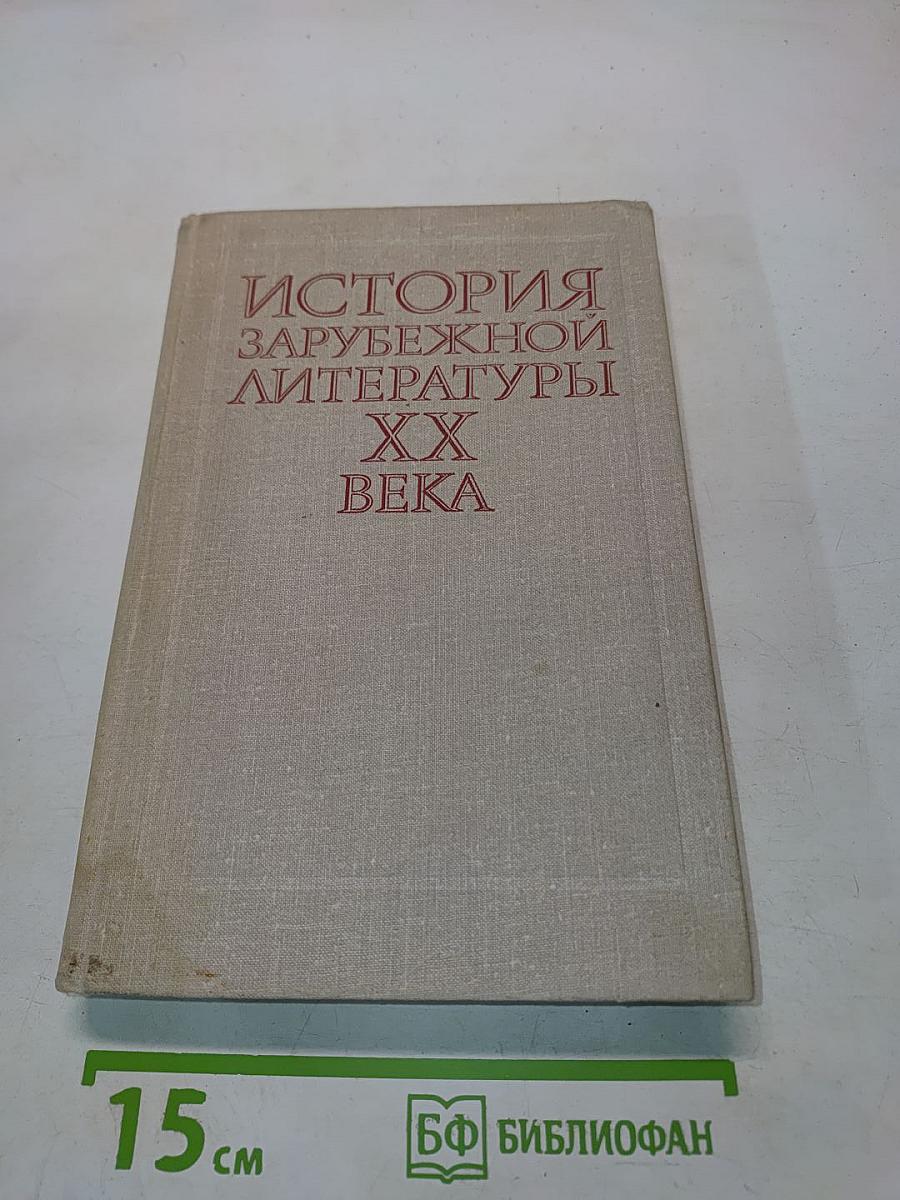 ИСТОРИЯ
ЗАРУБЕЖНОЙ
ЛИТЕРАТУРЫ
XX
ВЕКА
15 см
БФ БИБЛИОФАН